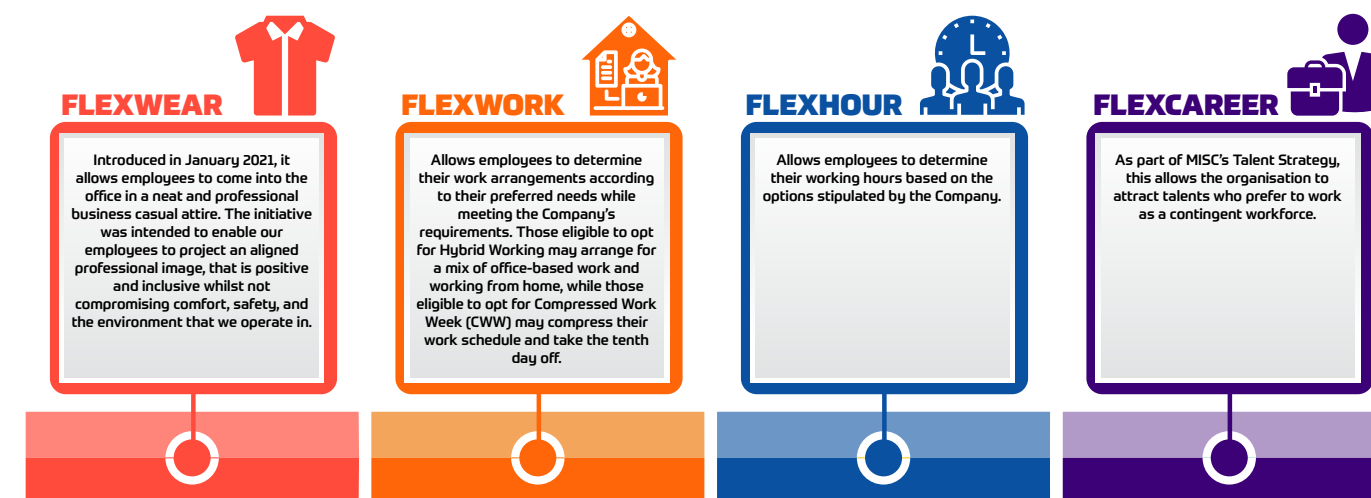 FLEXWEAR
Introduced in January 2021, it
allows employees to come into the
office in a neat and professional
business casual attire. The initiative
was intended to enable our
employees to project an aligned
professional image, that is positive
and inclusive whilst not
compromising comfort, safety, and
the environment that we operate in.
FLEXWORK
Allows employees to determine
their work arrangements according
to their preferred needs while
meeting the Company's
requirements. Those eligible to opt
for Hybrid Working may arrange for
a mix of office-based work and
working from home, while those
eligible to opt for Compressed Work
Week (CWW) may compress their
work schedule and take the tenth
day off.
FLEXHOUR
Allows employees to determine
their working hours based on the
options stipulated by the Company.
FLEXCAREER
As part of MISC's Talent Strategy,
this allows the organisation to
attract talents who prefer to work
as a contingent workforce.